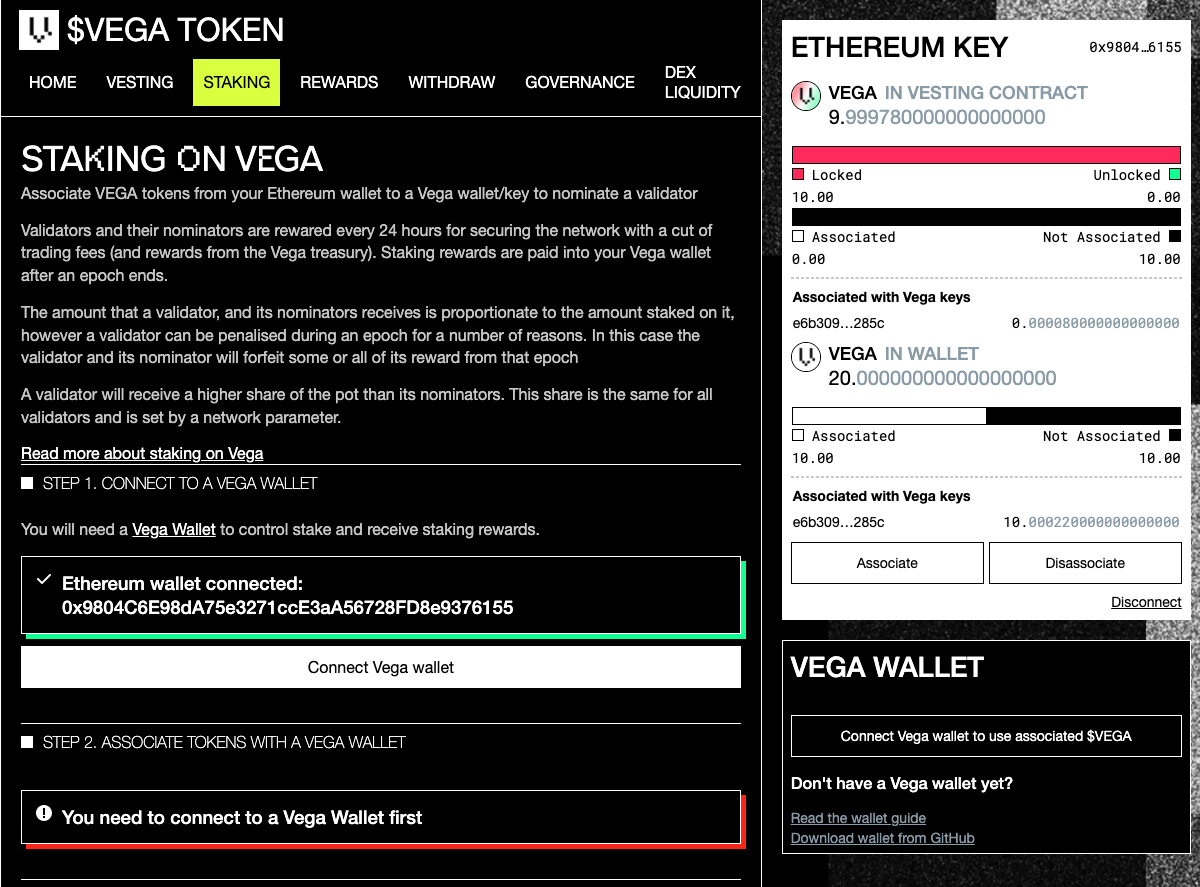 $VEGA TOKEN
HOME VESTING STAKING REWARDS WITHDRAW GOVERNANCE DEX LIQUIDITY
STAKING ON VEGA
Associate VEGA tokens from your Ethereum wallet to a Vega wallet/key to nominate a validator
Validators and their nominators are rewared every 24 hours for securing the network with a cut of
trading fees (and rewards from the Vega treasury). Staking rewards are paid into your Vega wallet
after an epoch ends.
The amount that a validator, and its nominators receives is proportionate to the amount staked on it,
however a validator can be penalised during an epoch for a number of reasons. In this case the
validator and its nominator will forfeit some or all of its reward from that epoch
A validator will receive a higher share of the pot than its nominators. This share is the same for all
validators and is set by a network parameter.
Read more about staking on Vega
STEP 1. CONNECT TO A VEGA WALLET
You will need a Vega Wallet to control stake and receive staking rewards.
Ethereum wallet connected:
0x9804C6E98dA75e3271ccE3aA56728FD8e9376155
Connect Vega wallet
STEP 2. ASSOCIATE TOKENS WITH A VEGA WALLET
You need to connect to a Vega Wallet first
ETHEREUM KEY 0x9804…6155
VEGA IN VESTING CONTRACT
9.999780000000000000
Locked Unlocked
10.00 0.00
Associated Not Associated
0.00 10.00
Associated with Vega keys
e6b309…285c 0.000080000000000000
VEGA IN WALLET
20.000000000000000000
Associated Not Associated
10.00 10.00
Associated with Vega keys
e6b309…285c 10.000220000000000000
Associate Disassociate
Disconnect
VEGA WALLET
Connect Vega wallet to use associated $VEGA
Don't have a Vega wallet yet?
Read the wallet guide
Download wallet from GitHub